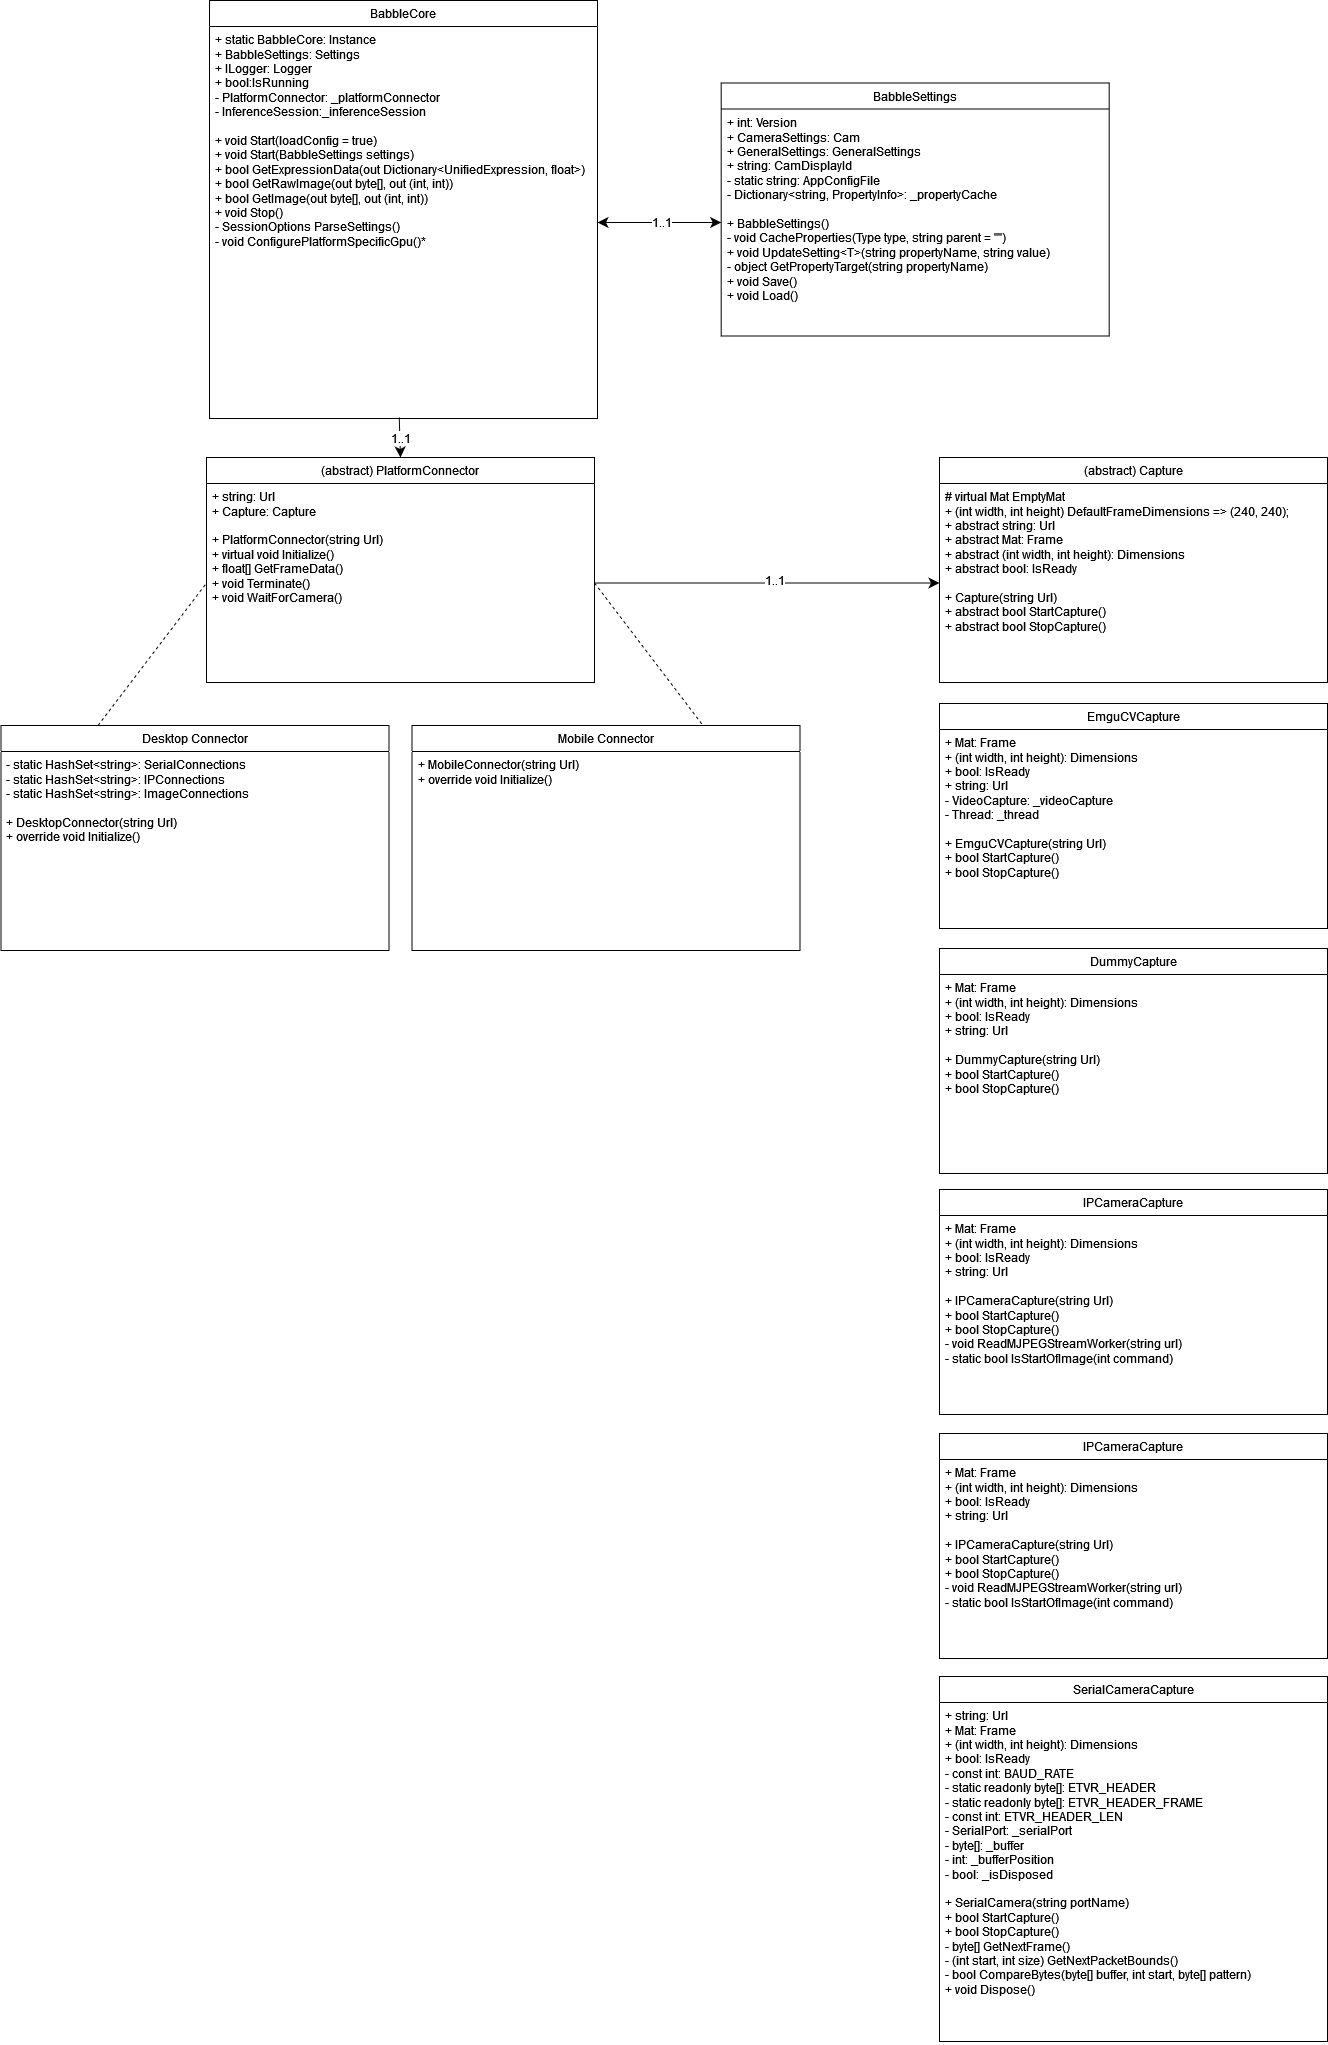 BabbleCore
+ static BabbleCore: Instance
+ BabbleSettings: Settings
+ ILogger: Logger
+ bool:IsRunning
- PlatformConnector: _platformConnector
- InferenceSession:_inferenceSession
+ void Start(loadConfig = true)
+ void Start(BabbleSettings settings)
+ bool GetExpressionData(out Dictionary<UnifiedExpression, float>)
+ bool GetRawImage(out byte[], out (int, int))
+ bool GetImage(out byte[], out (int, int))
+ void Stop()
- SessionOptions ParseSettings()
- void ConfigurePlatformSpecificGpu()*
1..1
BabbleSettings
+ int: Version
+ CameraSettings: Cam
+ GeneralSettings: GeneralSettings
+ string: CamDisplayId
- static string: AppConfigFile
- Dictionary<string, PropertyInfo>: _propertyCache
+ BabbleSettings()
- void CacheProperties(Type type, string parent = "")
+ void UpdateSetting<T>(string propertyName, string value)
- object GetPropertyTarget(string propertyName)
+ void Save()
+ void Load()
1..1
(abstract) PlatformConnector
+ string: Url
+ Capture: Capture
+ PlatformConnector(string Url)
+ virtual void Initialize()
+ float[] GetFrameData()
+ void Terminate()
+ void WaitForCamera()
1..1
(abstract) Capture
# virtual Mat EmptyMat
+ (int width, int height) DefaultFrameDimensions => (240, 240);
+ abstract string: Url
+ abstract Mat: Frame
+ abstract (int width, int height): Dimensions
+ abstract bool: IsReady
+ Capture(string Url)
+ abstract bool StartCapture()
+ abstract bool StopCapture()
Desktop Connector
- static HashSet<string>: SerialConnections
- static HashSet<string>: IPConnections
- static HashSet<string>: ImageConnections
+ DesktopConnector(string Url)
+ override void Initialize()
Mobile Connector
+ MobileConnector(string Url)
+ override void Initialize()
EmguCVCapture
+ Mat: Frame
+ (int width, int height): Dimensions
+ bool: IsReady
+ string: Url
- VideoCapture: _videoCapture
- Thread: _thread
+ EmguCVCapture(string Url)
+ bool StartCapture()
+ bool StopCapture()
DummyCapture
+ Mat: Frame
+ (int width, int height): Dimensions
+ bool: IsReady
+ string: Url
+ DummyCapture(string Url)
+ bool StartCapture()
+ bool StopCapture()
IPCameraCapture
+ Mat: Frame
+ (int width, int height): Dimensions
+ bool: IsReady
+ string: Url
+ IPCameraCapture(string Url)
+ bool StartCapture()
+ bool StopCapture()
- void ReadMJPEGStreamWorker(string url)
- static bool IsStartOfImage(int command)
IPCameraCapture
+ Mat: Frame
+ (int width, int height): Dimensions
+ bool: IsReady
+ string: Url
+ IPCameraCapture(string Url)
+ bool StartCapture()
+ bool StopCapture()
- void ReadMJPEGStreamWorker(string url)
- static bool IsStartOfImage(int command)
SerialCameraCapture
+ string: Url
+ Mat: Frame
+ (int width, int height): Dimensions
+ bool: IsReady
- const int: BAUD_RATE
- static readonly byte[]: ETVR_HEADER
- static readonly byte[]: ETVR_HEADER_FRAME
- const int: ETVR_HEADER_LEN
- SerialPort: _serialPort
- byte[]: _buffer
- int: _bufferPosition
- bool: _isDisposed
+ SerialCamera(string portName)
+ bool StartCapture()
+ bool StopCapture()
- byte[] GetNextFrame()
- (int start, int size) GetNextPacketBounds()
- bool CompareBytes(byte[] buffer, int start, byte[] pattern)
+ void Dispose()